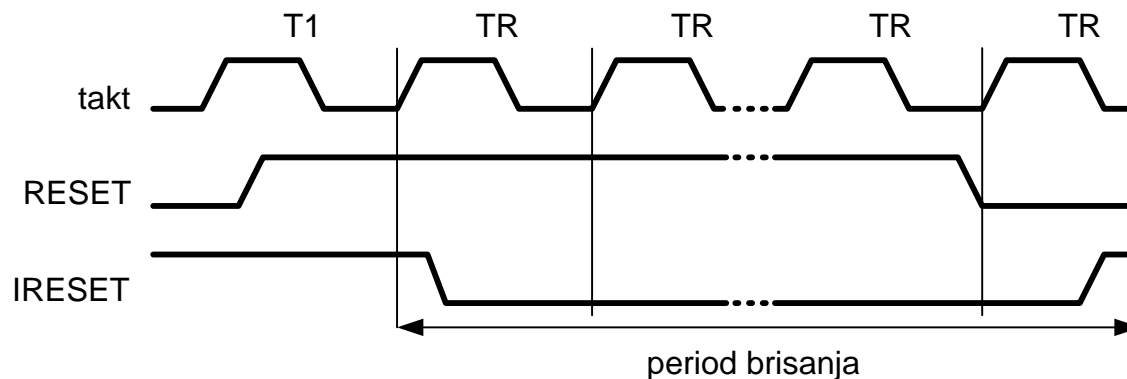 T1 TR TR TR TR
takt
RESET
IRESET
period brisanja